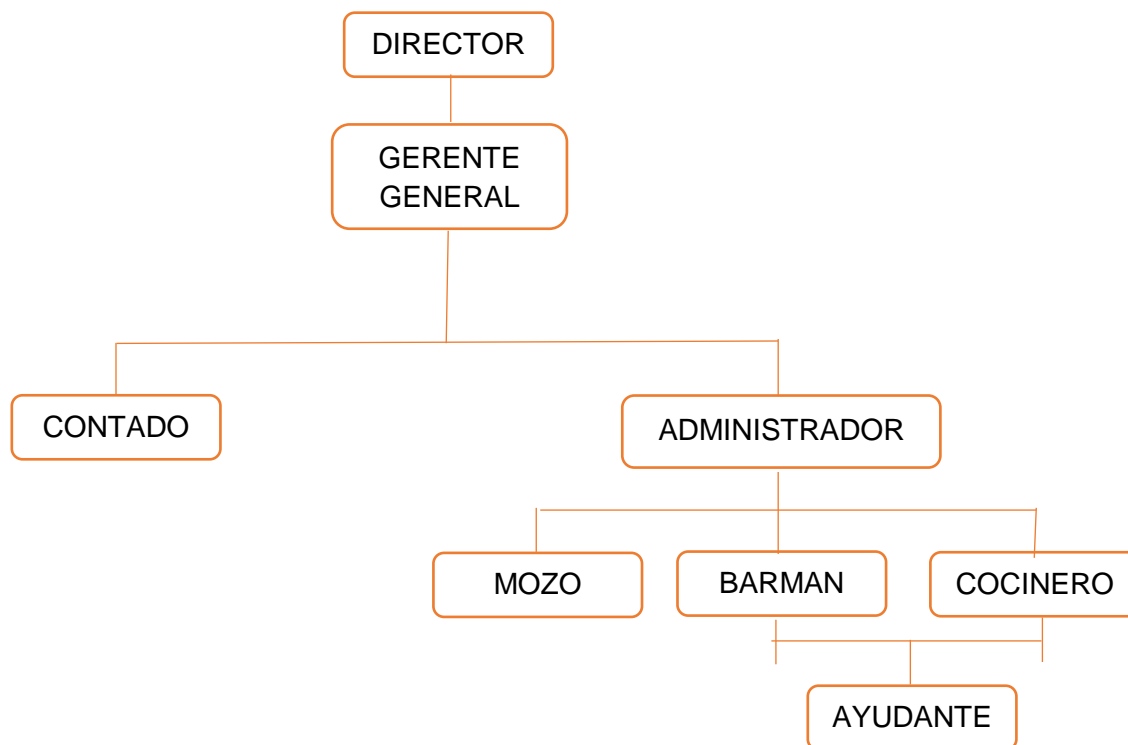 DIRECTOR
GERENTE
GENERAL
CONTADO
ADMINISTRADOR
MOZO
BARMAN
COCINERO
AYUDANTE